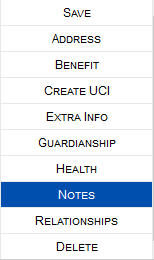 Save
Address
Benefit
Create UCI
Extra Info
Guardianship
Health
Notes
Relationships
Delete